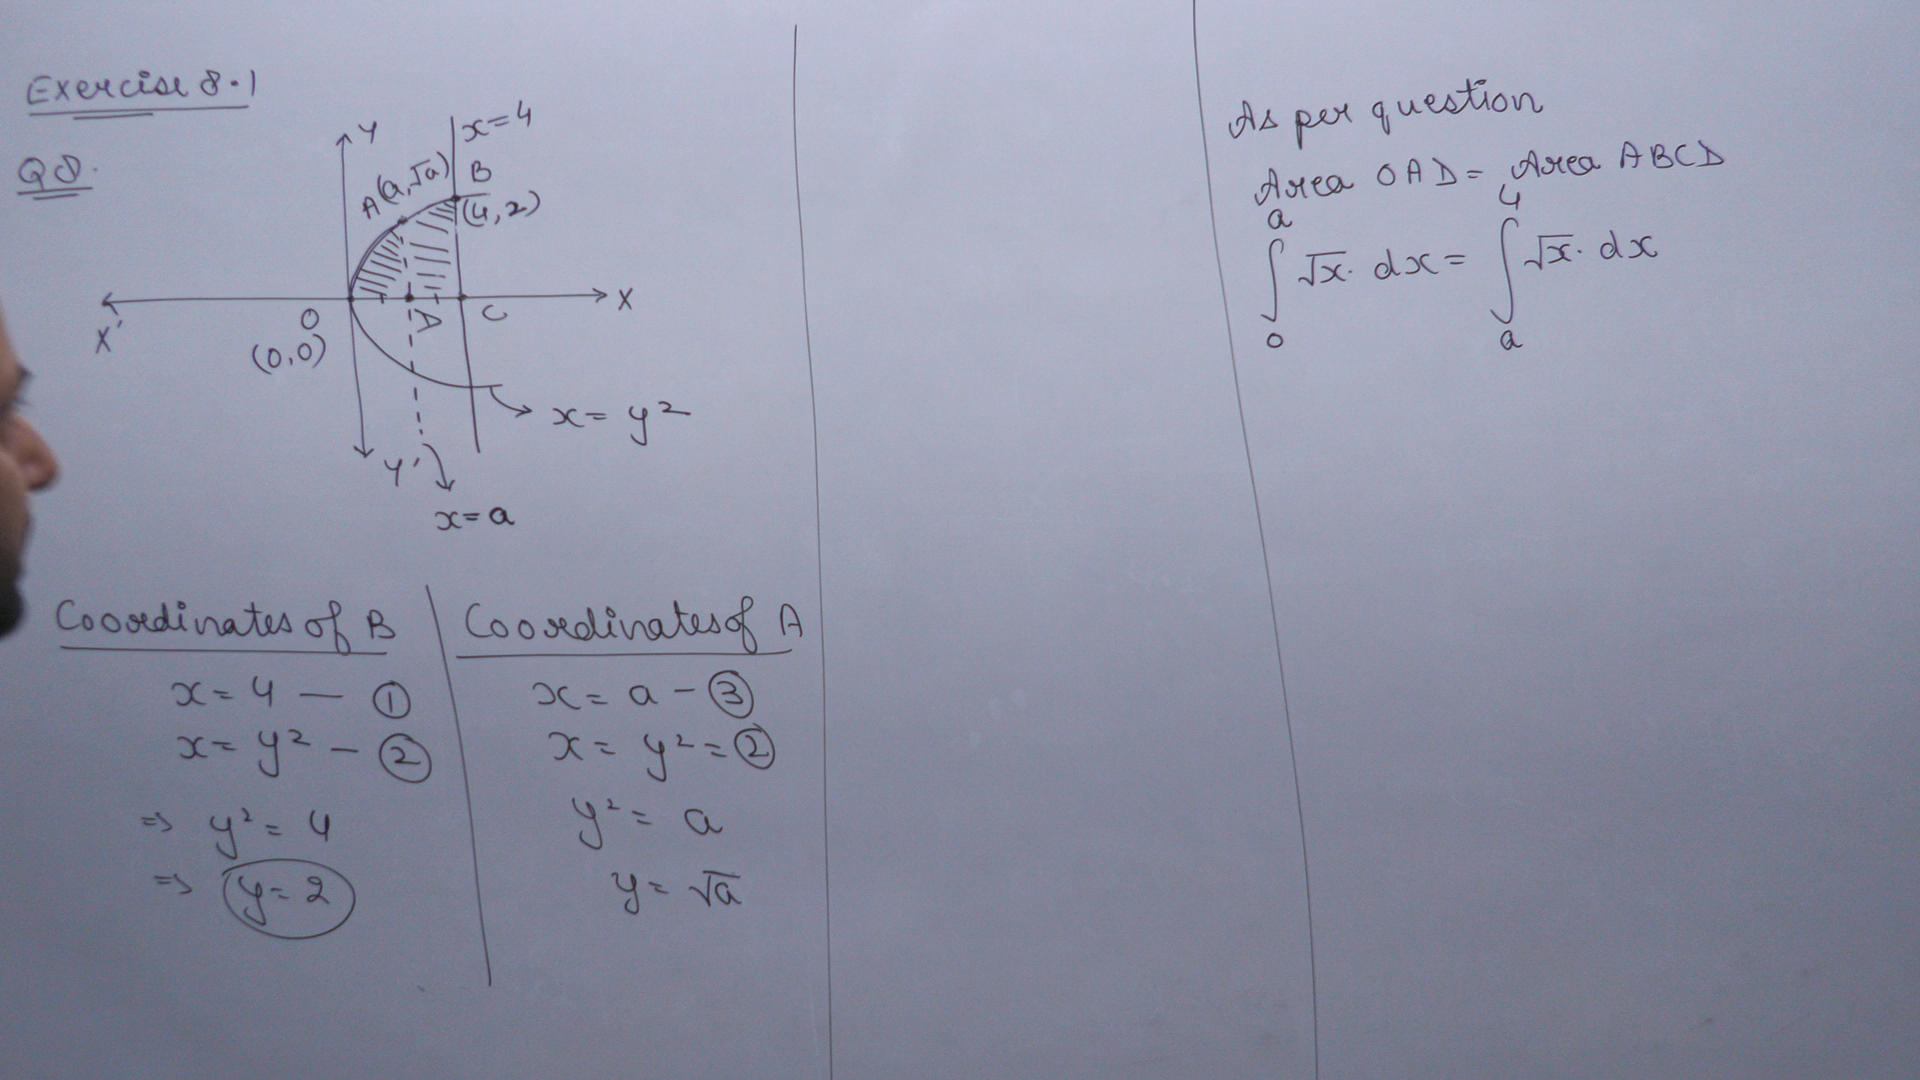 Exercise 8.1
Q8.
Y
x=4
A(a,√a)
B
(4,2)
X'
O
(0,0)
D
C
X
x= y²
Y'
x=a
Coordinates of B
x= 4 — ①
x= y² - ②
=> y²= 4
=> y= 2
Coordinates of A
x= a - ③
x= y² = ②
y²= a
y= √a
As per question
Area OAD = Area ABCD
∫₀ᵃ √x. dx = ∫ₐ⁴ √x. dx